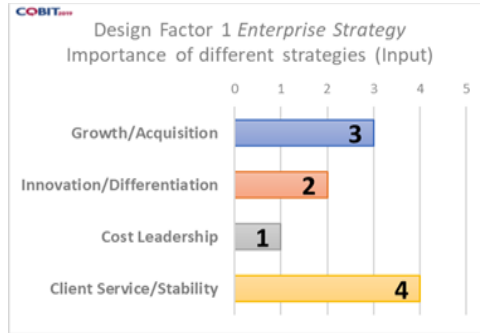 COBIT 2019
Design Factor 1 Enterprise Strategy
Importance of different strategies (Input)
0 1 2 3 4 5
Growth/Acquisition 3
Innovation/Differentiation 2
Cost Leadership 1
Client Service/Stability 4